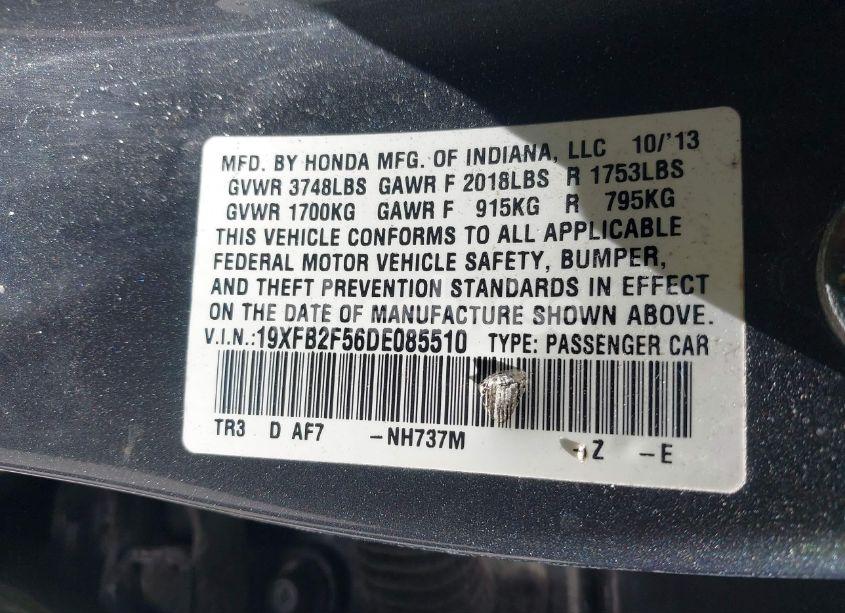 MFD. BY HONDA MFG. OF INDIANA, LLC 10/'13
GVWR 3748LBS GAWR F 2018LBS R 1753LBS
GVWR 1700KG GAWR F 915KG R 795KG
THIS VEHICLE CONFORMS TO ALL APPLICABLE
FEDERAL MOTOR VEHICLE SAFETY, BUMPER,
AND THEFT PREVENTION STANDARDS IN EFFECT
ON THE DATE OF MANUFACTURE SHOWN ABOVE.
V.I.N.:19XFB2F56DE085510 TYPE: PASSENGER CAR
TR3 D AF7 -NH737M -Z -E